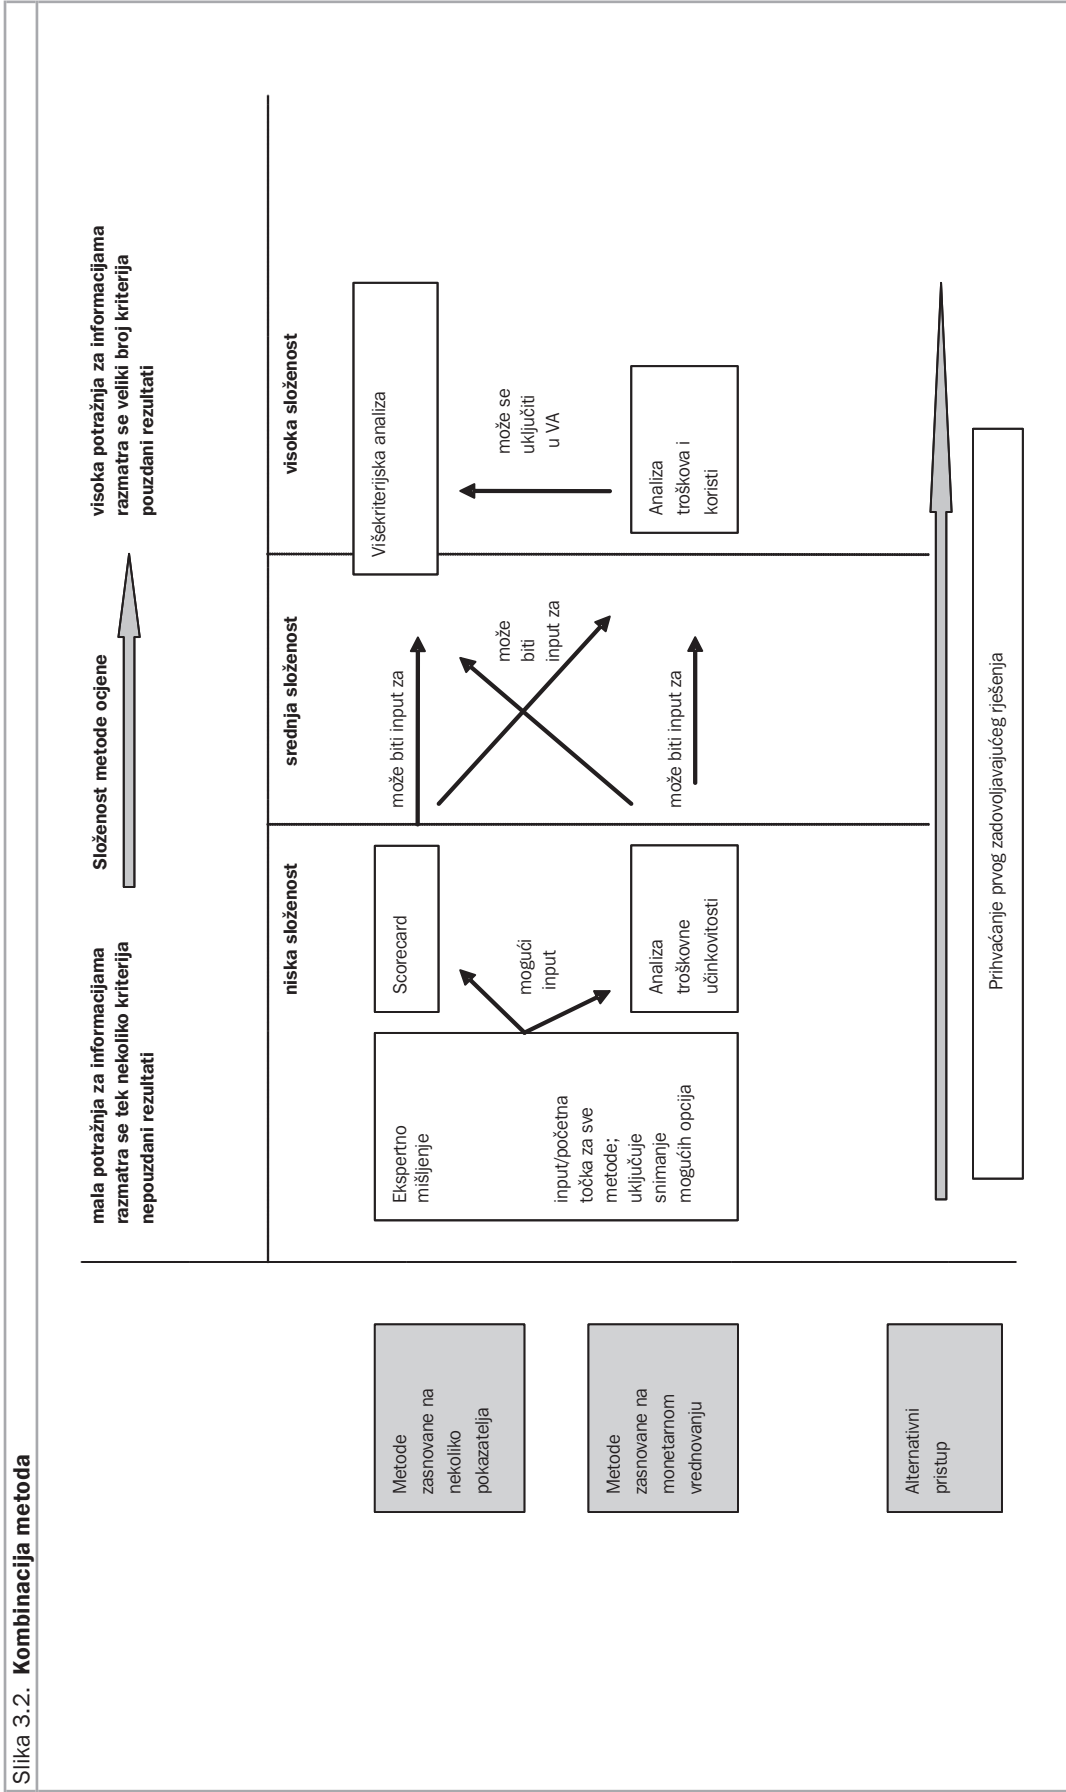 Slika 3.2. Kombinacija metoda
mala potražnja za informacijama
razmatra se tek nekoliko kriterija
nepouzdani rezultati
Složenost metode ocjene
visoka potražnja za informacijama
razmatra se veliki broj kriterija
pouzdani rezultati
niska složenost
srednja složenost
visoka složenost
Metode
zasnovane na
nekoliko
pokazatelja
Ekspertno
mišljenje
input/početna
točka za sve
metode;
uključuje
snimanje
mogućih opcija
Scorecard
mogući
input
može biti input za
može
biti
input za
Višekriterijska analiza
može se
uključiti
u VA
Metode
zasnovane na
monetarnom
vrednovanju
Analiza
troškovne
učinkovitosti
može biti input za
Analiza
troškova i
koristi
Alternativni
pristup
Prihvaćanje prvog zadovoljavajućeg rješenja